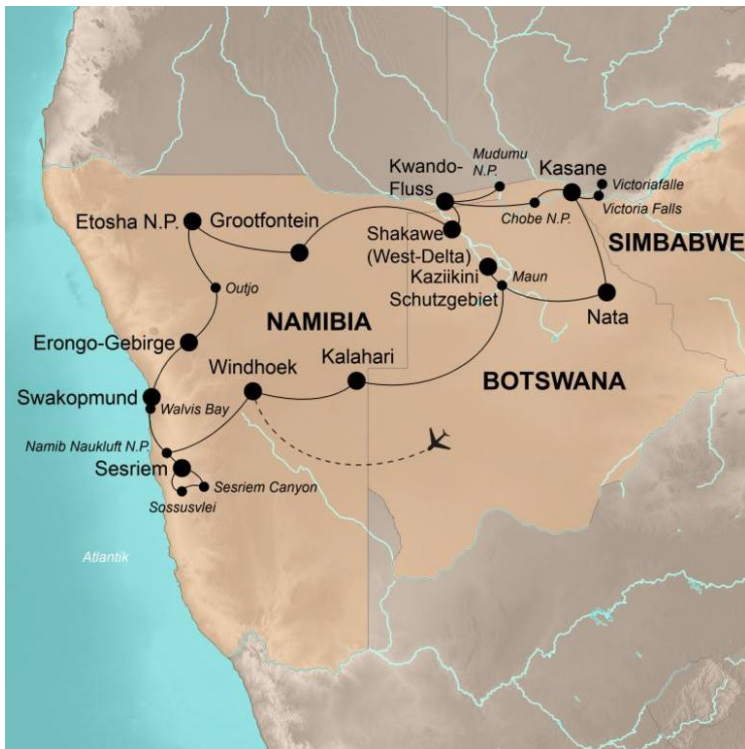 Mudumu
N.P.
Kwando-
Fluss
Kasane
Victoriafälle
Victoria Falls
Chobe N.P.
Etosha N.P.
Grootfontein
Shakawe
(West-Delta)
SIMBABWE
Kaziikini
Schutzgebiet
Maun
Outjo
Nata
NAMIBIA
Erongo-Gebirge
Windhoek
Kalahari
BOTSWANA
Swakopmund
Walvis Bay
Namib Naukluft N.P.
Sesriem
Sesriem Canyon
Sossusvlei
Atlantik